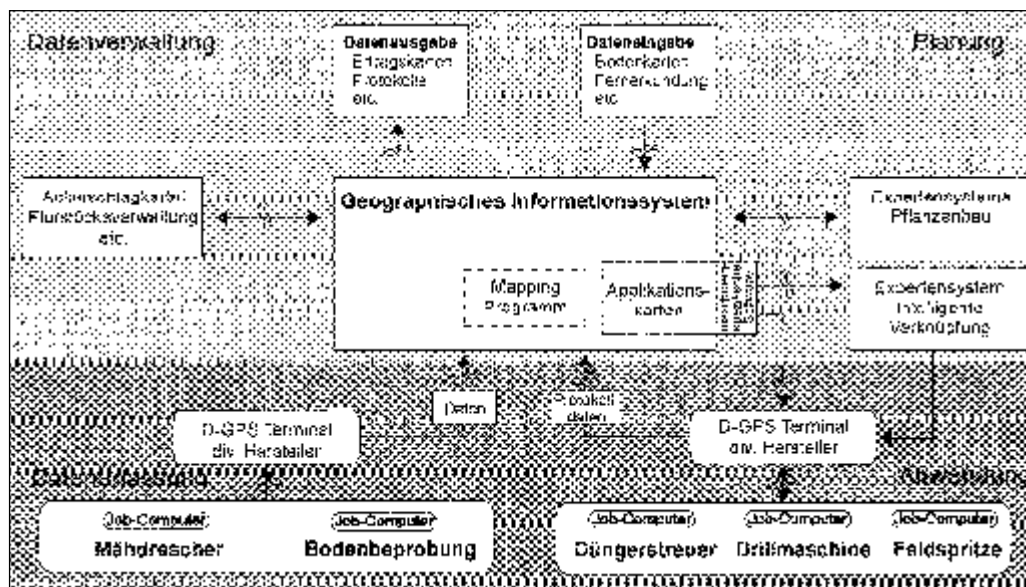 Datenverwaltung
Planung
Datenausgabe
Ertragskarten
Protokolle
etc.
Dateneingabe
Bodenkarten
Fernerkundung
etc
Ackerschlagkartei
Flurstücksverwaltung
etc.
Geographisches Informationssystem
Expertensysteme
Pflanzenbau
Mapping
Programm
Applikations-
karten
Expertensystem
Intelligente
Verknüpfung
Daten
Protokoll
daten
D-GPS Terminal
div. Hersteller
D-GPS Terminal
div. Hersteller
Datenerfassung
Job-Computer
Job-Computer
Mähdrescher
Bodenbeprobung
Job-Computer
Job-Computer
Job-Computer
Düngerstreuer
Drillmaschine
Feldspritze